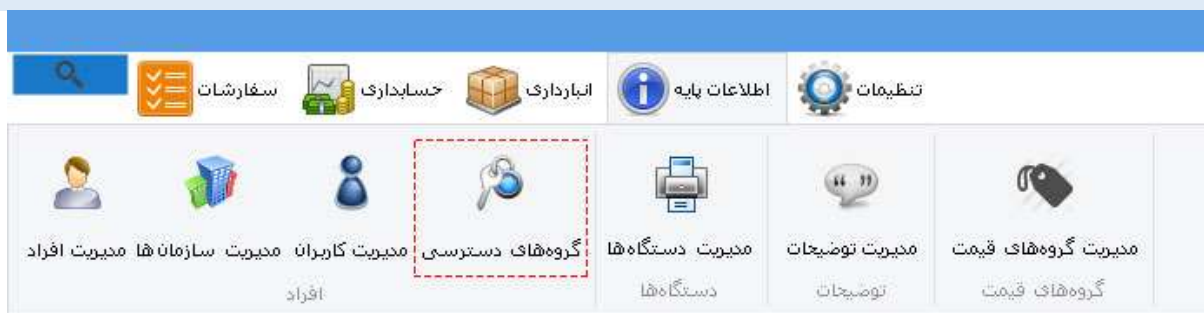 تنظیمات اطلاعات پایه انبارداری حسابداری سفارشات
مدیریت گروه‌های قیمت مدیریت توضیحات مدیریت دستگاه‌ها گروه‌های دسترسی مدیریت کاربران مدیریت سازمان‌ها مدیریت افراد
گروه‌های قیمت توضیحات دستگاه‌ها افراد